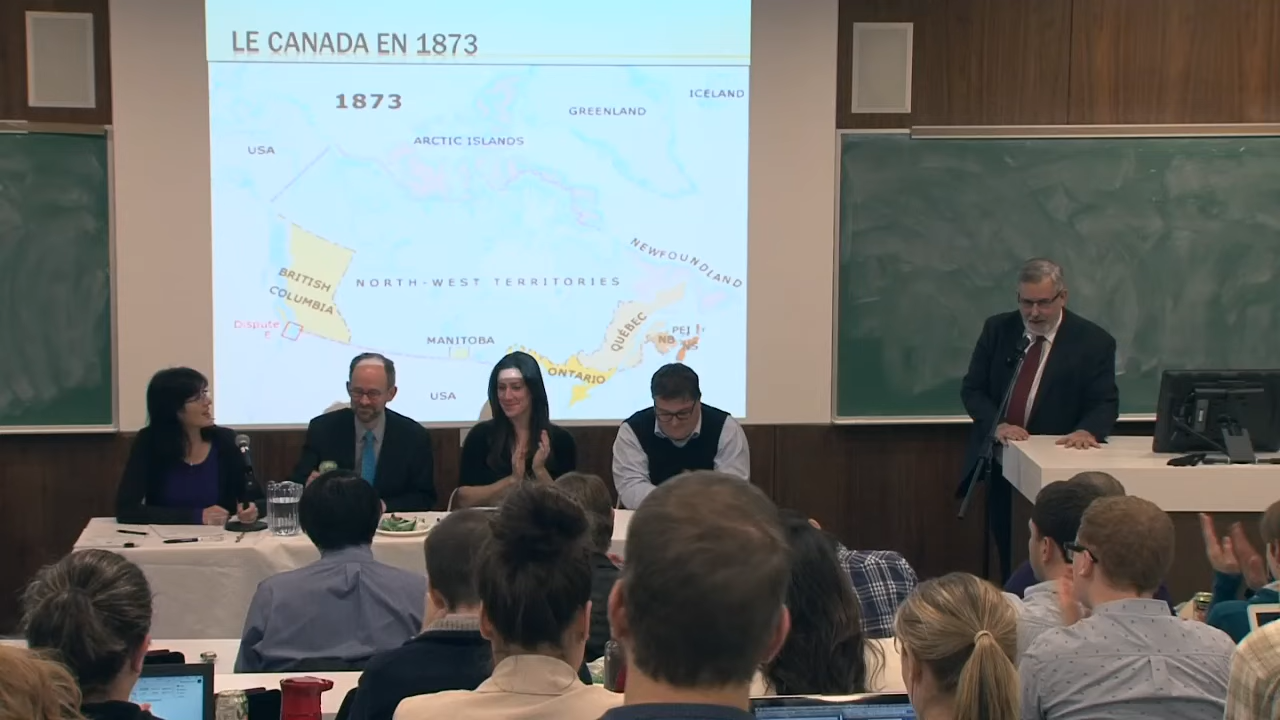 LE CANADA EN 1873
1873
ICELAND
GREENLAND
ARCTIC ISLANDS
USA
NEWFOUNDLAND
BRITISH
COLUMBIA
NORTH-WEST TERRITORIES
Dispute
MANITOBA
QUÉBEC
PEI
NB
NS
ONTARIO
USA